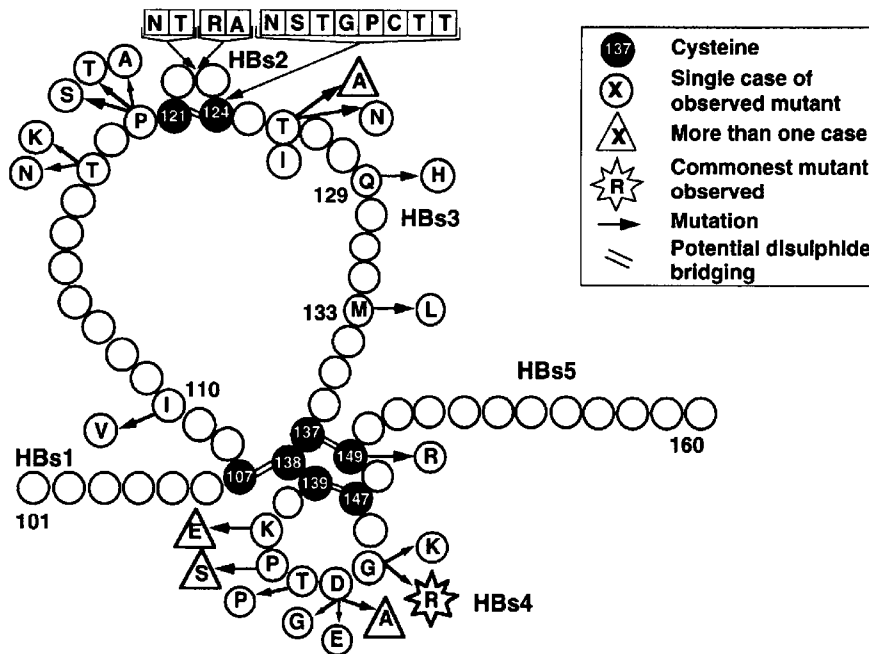 N T R A N S T G P C T T
HBs2
T A
S
P 121 124
A
T N
I
K
N T
Q H
129
HBs3
133 M L
110
I
V
HBs5
137
160
HBs1
107 138 149 R
139
147
101
E K
S P
P T D G K
R
G E A
HBs4
137 Cysteine
X Single case of
observed mutant
X More than one case
R Commonest mutant
observed
Mutation
Potential disulphide
bridging